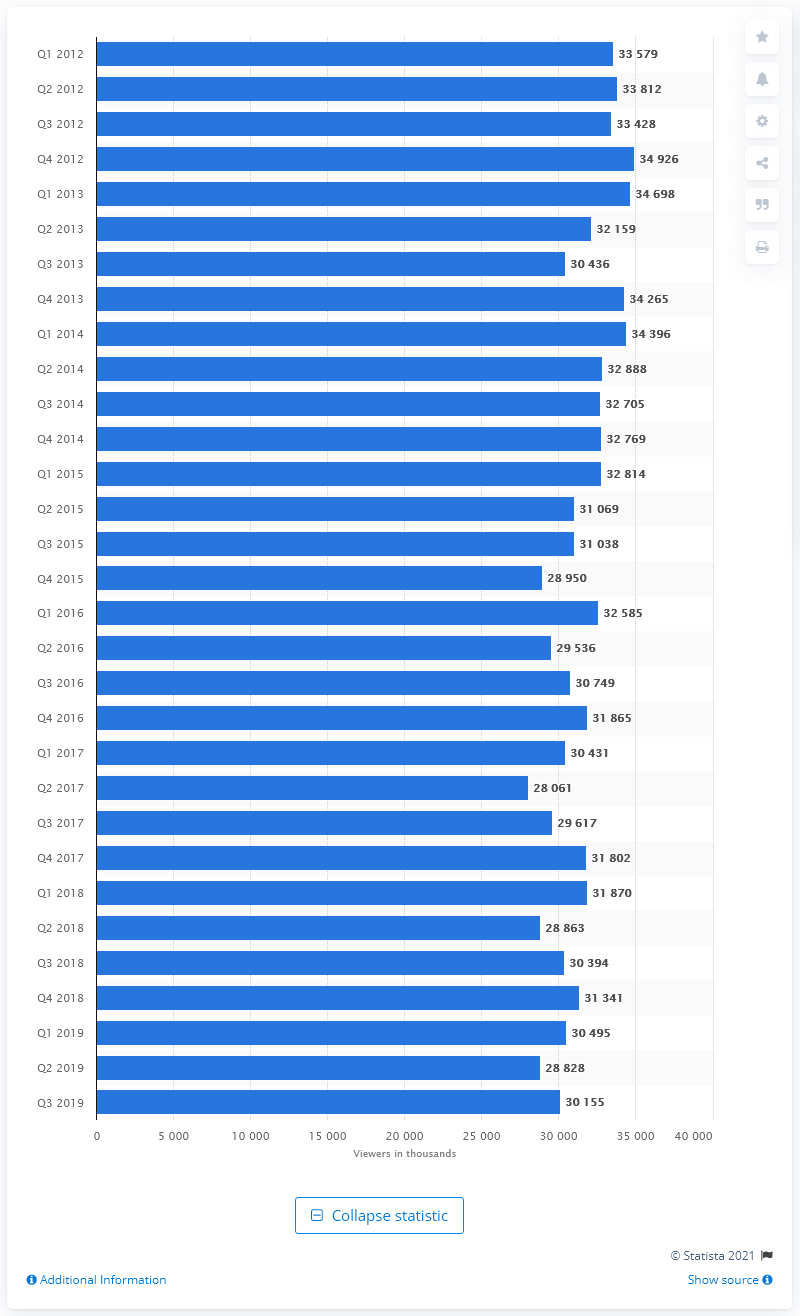 Q1 2012 33 579
Q2 2012 33 812
Q3 2012 33 428
Q4 2012 34 926
Q1 2013 34 698
Q2 2013 32 159
Q3 2013 30 436
Q4 2013 34 265
Q1 2014 34 396
Q2 2014 32 888
Q3 2014 32 705
Q4 2014 32 769
Q1 2015 32 814
Q2 2015 31 069
Q3 2015 31 038
Q4 2015 28 950
Q1 2016 32 585
Q2 2016 29 536
Q3 2016 30 749
Q4 2016 31 865
Q1 2017 30 431
Q2 2017 28 061
Q3 2017 29 617
Q4 2017 31 802
Q1 2018 31 870
Q2 2018 28 863
Q3 2018 30 394
Q4 2018 31 341
Q1 2019 30 495
Q2 2019 28 828
Q3 2019 30 155
0 5 000 10 000 15 000 20 000 25 000 30 000 35 000 40 000
Viewers in thousands
Collapse statistic
© Statista 2021
Additional Information Show source